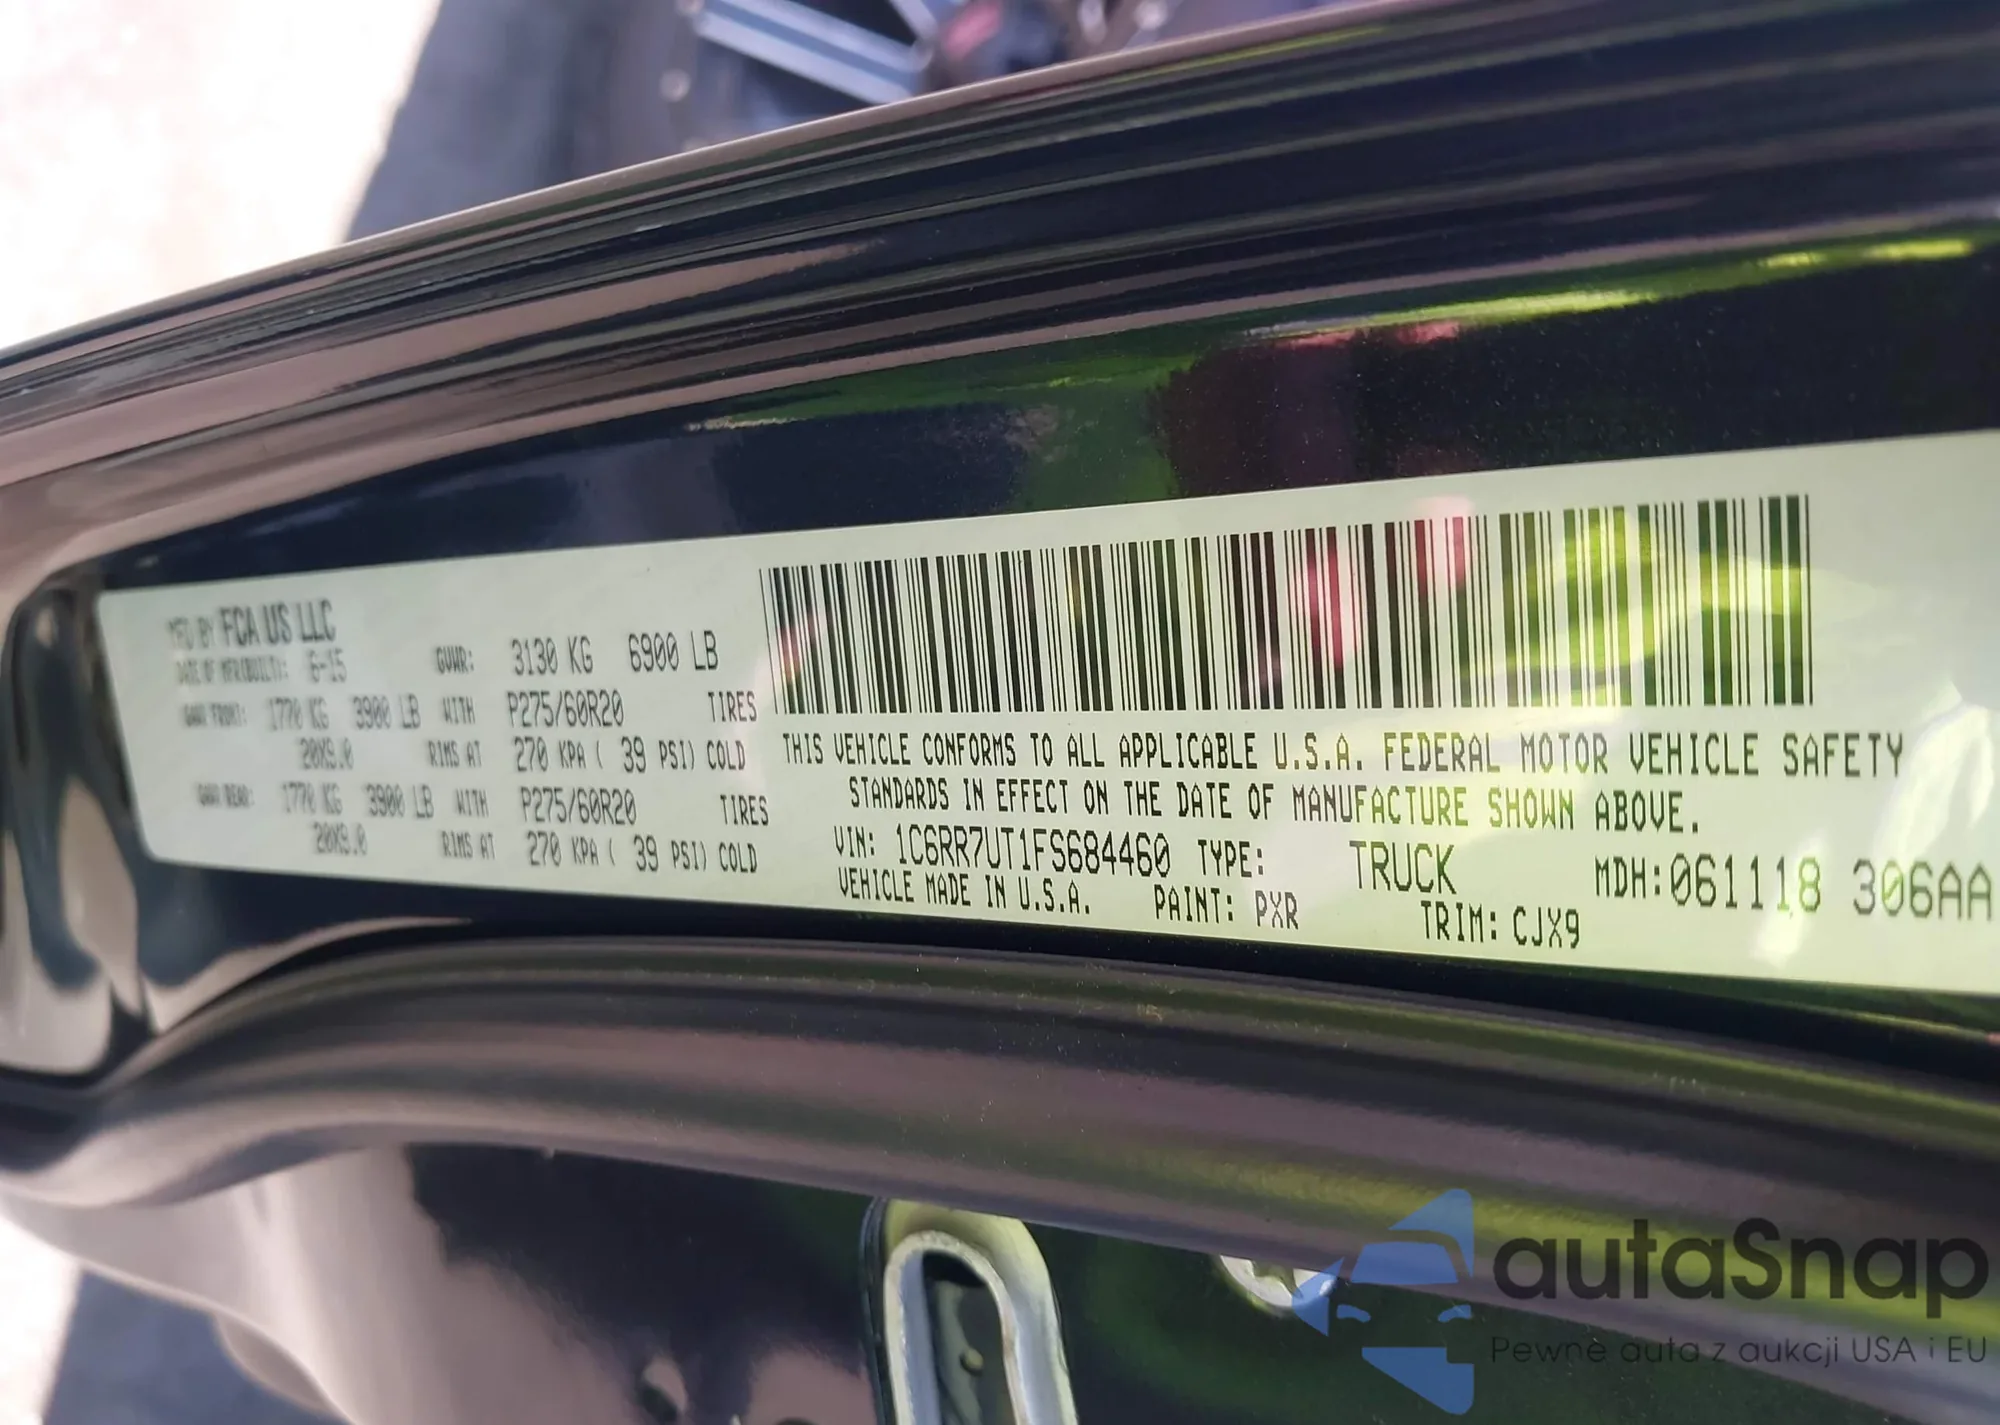 MFD BY FCA US LLC
DATE OF MFR(BUILT): 6-15 GVWR: 3130 KG 6900 LB
GAWR FRONT: 1770 KG 3900 LB WITH P275/60R20 TIRES
20X9.0 RIMS AT 270 KPA ( 39 PSI) COLD
GAWR REAR: 1770 KG 3900 LB WITH P275/60R20 TIRES
20X9.0 RIMS AT 270 KPA ( 39 PSI) COLD
THIS VEHICLE CONFORMS TO ALL APPLICABLE U.S.A. FEDERAL MOTOR VEHICLE SAFETY
STANDARDS IN EFFECT ON THE DATE OF MANUFACTURE SHOWN ABOVE.
VIN: 1C6RR7UT1FS684460 TYPE: TRUCK MDH:061118 306AA
VEHICLE MADE IN U.S.A. PAINT: PXR TRIM: CJX9
autaSnap
Pewne auta z aukcji USA i EU